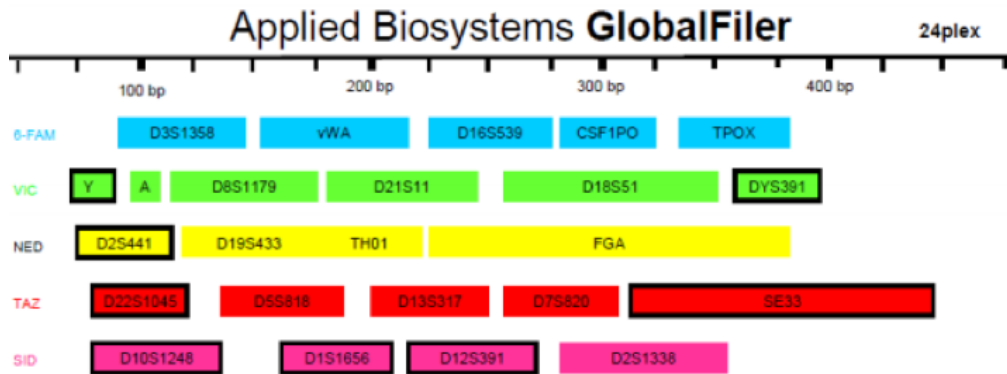 Applied Biosystems GlobalFiler 24plex
100 bp 200 bp 300 bp 400 bp
6-FAM D3S1358 vWA D16S539 CSF1PO TPOX
VIC Y A D8S1179 D21S11 D18S51 DYS391
NED D2S441 D19S433 TH01 FGA
TAZ D22S1045 D5S818 D13S317 D7S820 SE33
SID D10S1248 D1S1656 D12S391 D2S1338